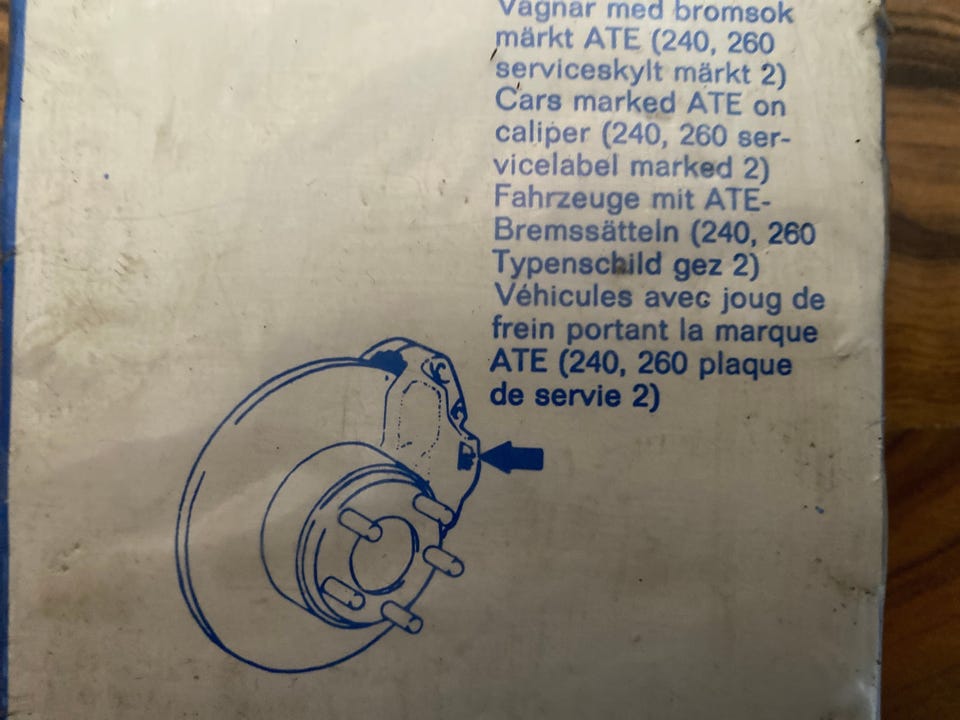 Vagnar med bromsok
märkt ATE (240, 260
serviceskylt märkt 2)
Cars marked ATE on
caliper (240, 260 ser-
vicelabel marked 2)
Fahrzeuge mit ATE-
Bremssätteln (240, 260
Typenschild gez 2)
Véhicules avec joug de
frein portant la marque
ATE (240, 260 plaque
de servie 2)